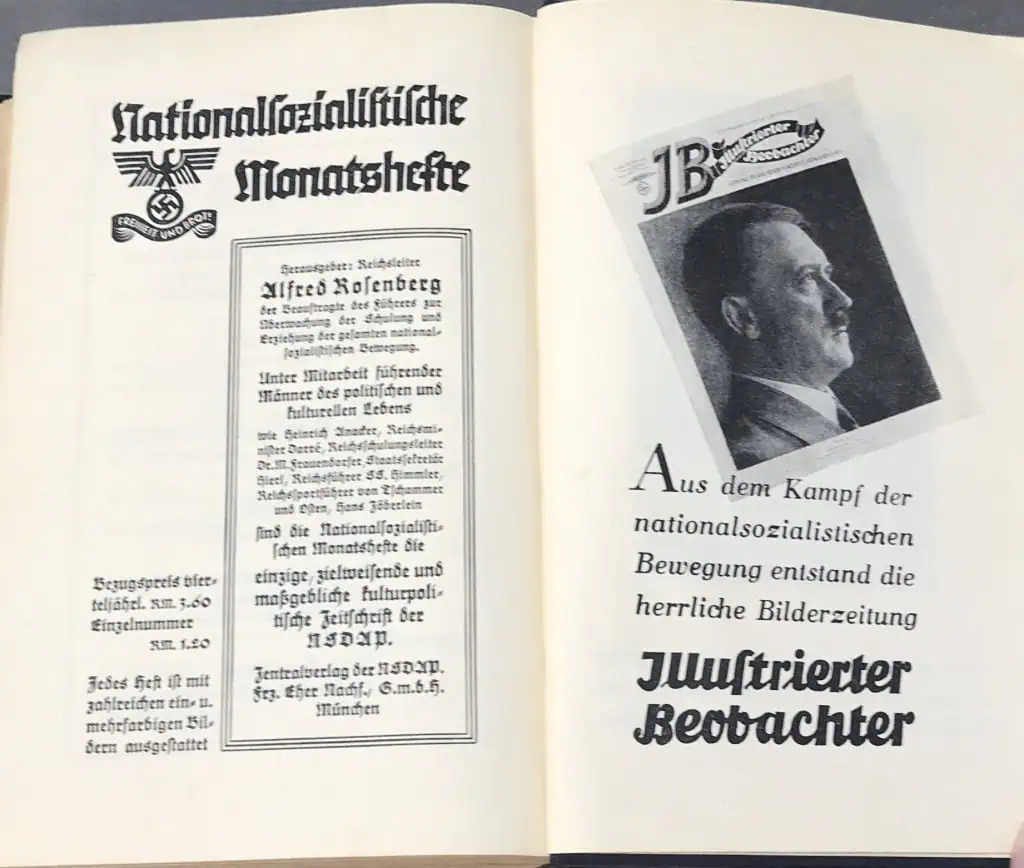 Nationalsozialistische
Monatshefte
FREIHEIT UND BROT!
Herausgeber: Reichsleiter
Alfred Rosenberg
der Beauftragte des Führers zur
Überwachung der Schulung und
Erziehung der gesamten national-
sozialistischen Bewegung.
Unter Mitarbeit führender
Männer des politischen und
kulturellen Lebens
wie Heinrich Anacker, Reichsmi-
nister Darré, Reichsschulungsleiter
Dr. M. Frauendorfer, Staatssekretär
Hierl, Reichsführer SS. Himmler,
Reichssportführer von Tschammer
und Osten, Hans Zöberlein
sind die Nationalsozialisti-
schen Monatshefte die
einzige, zielweisende und
maßgebliche kulturpoli-
tische Zeitschrift der
NSDAP.
Zentralverlag der NSDAP.
Frz. Eher Nachf., G.m.b.H.
München
Bezugspreis vier-
teljährl. RM. 3.60
Einzelnummer
RM. 1.20
Jedes Heft ist mit
zahlreichen ein- u.
mehrfarbigen Bil-
dern ausgestattet
JB
Illustrierter
Beobachter
Aus dem Kampf der
nationalsozialistischen
Bewegung entstand die
herrliche Bilderzeitung
Illustrierter
Beobachter